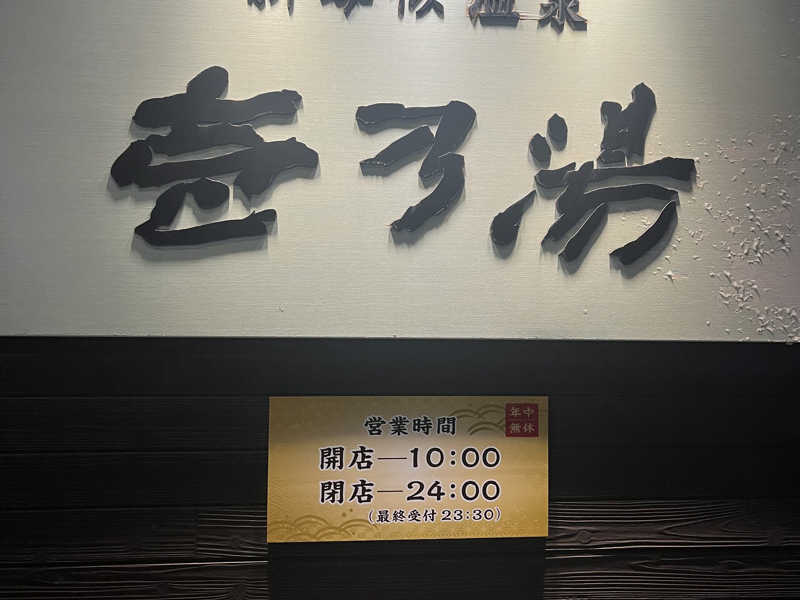 壱乃湯
営業時間
年中
無休
開店—10:00
閉店—24:00
(最終受付 23:30)